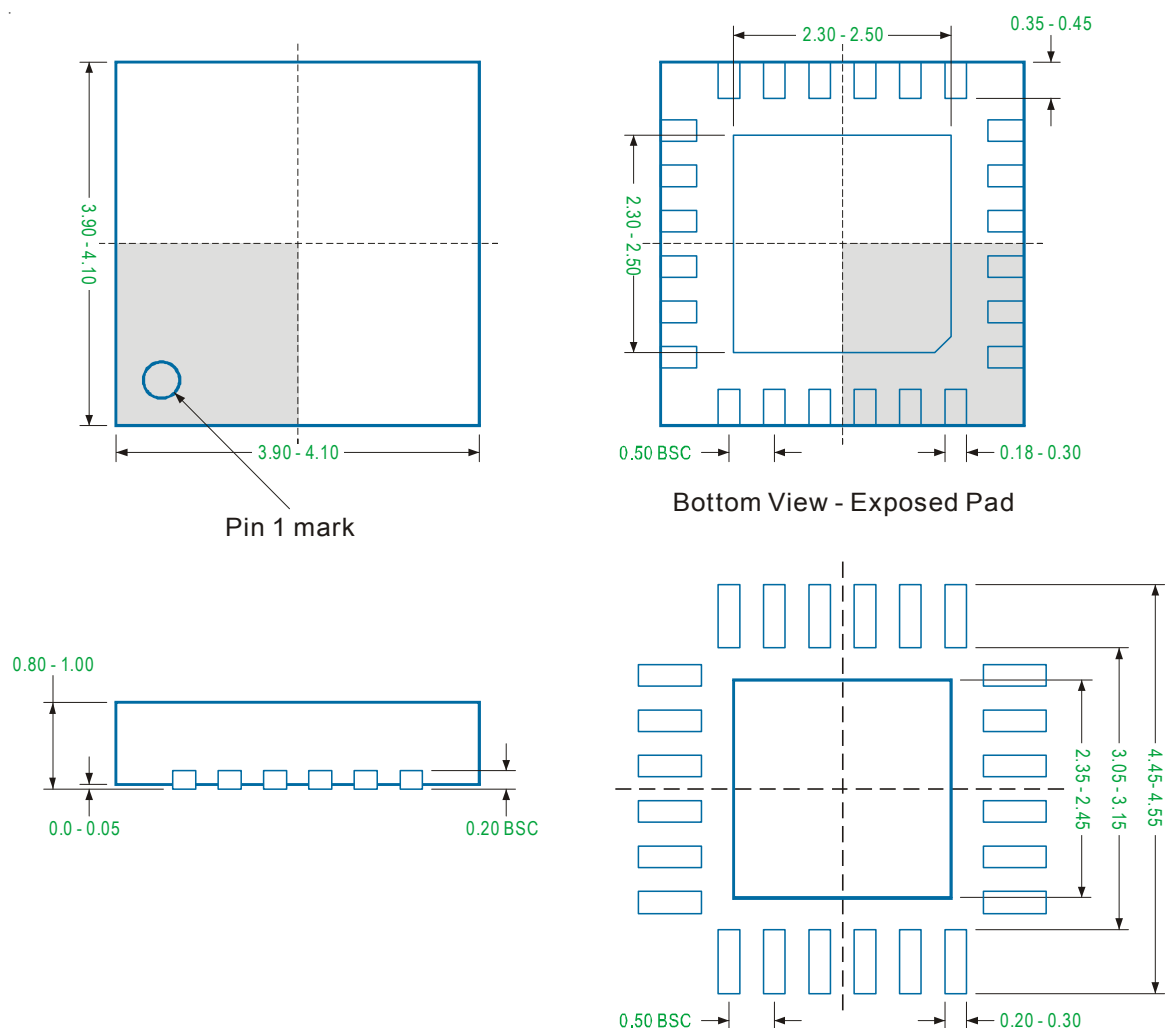 2.30 - 2.50
0.35 - 0.45
3.90 - 4.10
2.30 - 2.50
3.90 - 4.10
0.50 BSC
0.18 - 0.30
Pin 1 mark
Bottom View - Exposed Pad
0.80 - 1.00
0.0 - 0.05
0.20 BSC
2.35 - 2.45
3.05 - 3.15
4.45 - 4.55
0.50 BSC
0.20 - 0.30